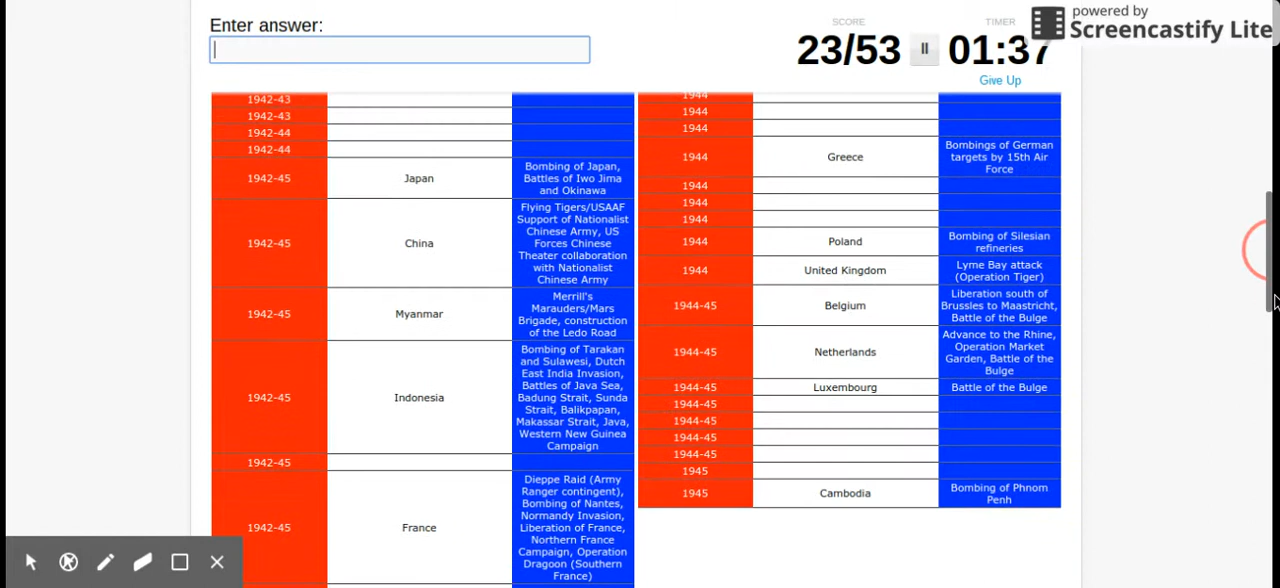 Enter answer:
SCORE
TIMER
powered by
Screencastify Lite
23/53
01:37
Give Up
1942-43
1942-43
1942-44
1942-44
1942-45
Japan
Bombing of Japan,
Battles of Iwo Jima
and Okinawa
1942-45
China
Flying Tigers/USAAF
Support of Nationalist
Chinese Army, US
Forces Chinese
Theater collaboration
with Nationalist
Chinese Army
1942-45
Myanmar
Merrill's
Marauders/Mars
Brigade, construction
of the Ledo Road
1942-45
Indonesia
Bombing of Tarakan
and Sulawesi, Dutch
East India Invasion,
Battles of Java Sea,
Badung Strait, Sunda
Strait, Balikpapan,
Makassar Strait, Java,
Western New Guinea
Campaign
1942-45
1942-45
France
Dieppe Raid (Army
Ranger contingent),
Bombing of Nantes,
Normandy Invasion,
Liberation of France,
Northern France
Campaign, Operation
Dragoon (Southern
France)
1944
1944
1944
1944
Greece
Bombings of German
targets by 15th Air
Force
1944
1944
1944
1944
Poland
Bombing of Silesian
refineries
1944
United Kingdom
Lyme Bay attack
(Operation Tiger)
1944-45
Belgium
Liberation south of
Brussles to Maastricht,
Battle of the Bulge
1944-45
Netherlands
Advance to the Rhine,
Operation Market
Garden, Battle of the
Bulge
1944-45
Luxembourg
Battle of the Bulge
1944-45
1944-45
1944-45
1944-45
1945
1945
Cambodia
Bombing of Phnom
Penh